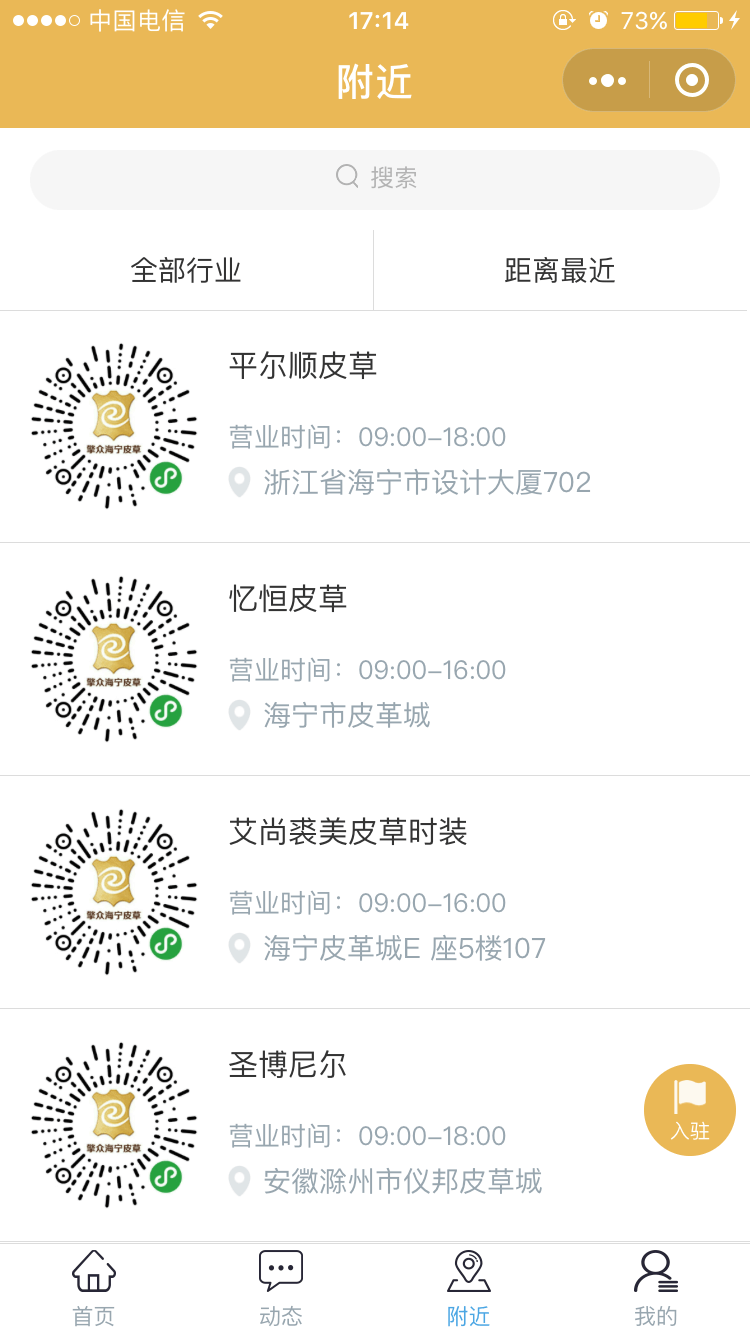 中国电信 17:14 73%
附近
搜索
全部行业 距离最近
平尔顺皮草
营业时间：09:00–18:00
浙江省海宁市设计大厦702
擎众海宁皮草
忆恒皮草
营业时间：09:00–16:00
海宁市皮革城
擎众海宁皮草
艾尚裘美皮草时装
营业时间：09:00–16:00
海宁皮革城E 座5楼107
擎众海宁皮草
圣博尼尔
营业时间：09:00–18:00
安徽滁州市仪邦皮草城
擎众海宁皮草
入驻
首页 动态 附近 我的